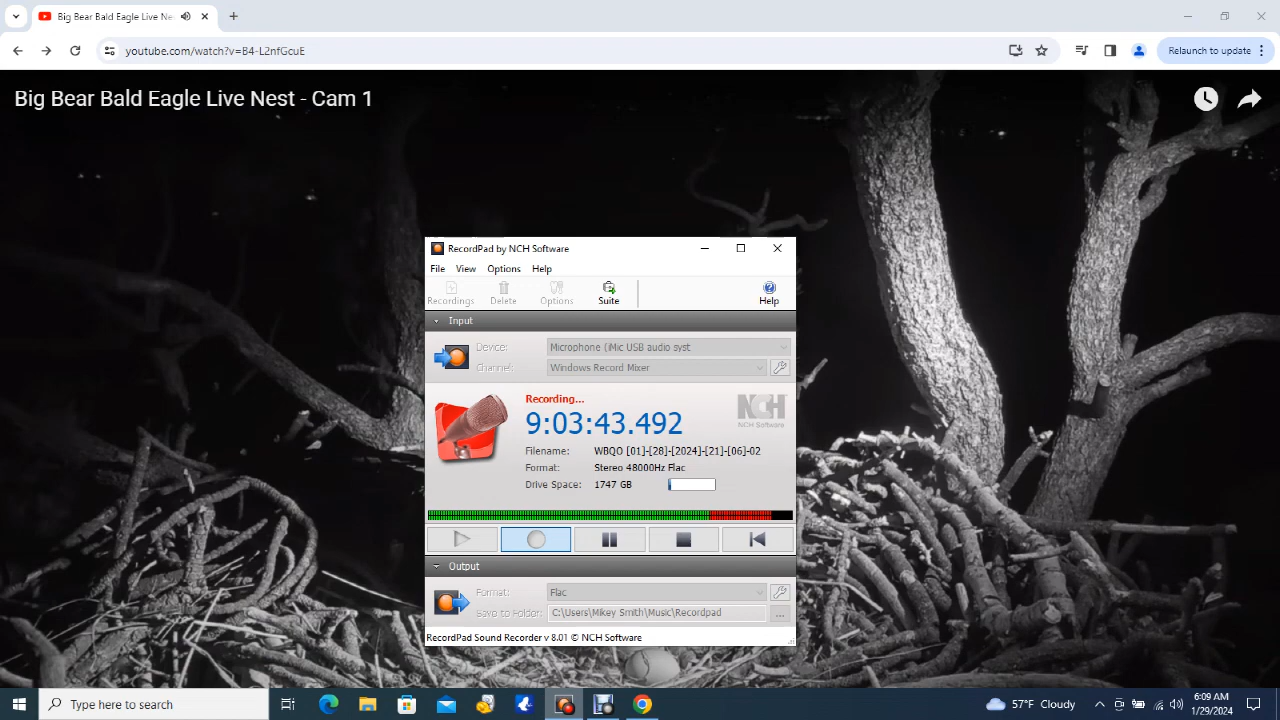 Big Bear Bald Eagle Live Ne
youtube.com/watch?v=B4-L2nfGcuE
Relaunch to update
Big Bear Bald Eagle Live Nest - Cam 1
RecordPad by NCH Software
File View Options Help
Recordings Delete Options Suite Help
Input
Device: Microphone (iMic USB audio syst
Channel: Windows Record Mixer
Recording...
9:03:43.492
NCH
NCH Software
Filename: WBQO [01]-[28]-[2024]-[21]-[06]-02
Format: Stereo 48000Hz Flac
Drive Space: 1747 GB
Output
Format: Flac
Save to Folder: C:\Users\Mikey Smith\Music\Recordpad
...
RecordPad Sound Recorder v 8.01 © NCH Software
Type here to search
57°F Cloudy
6:09 AM
1/29/2024